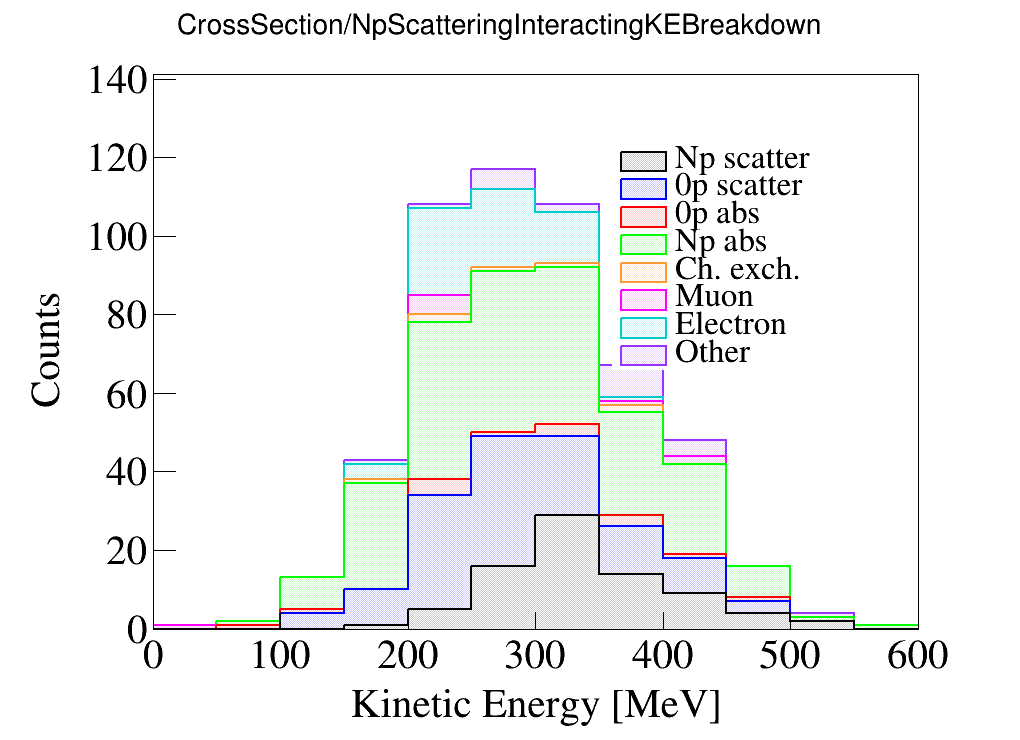 CrossSection/NpScatteringInteractingKEBreakdown
140
120
100
80
60
40
20
0
Counts
Np scatter
0p scatter
0p abs
Np abs
Ch. exch.
Muon
Electron
Other
0 100 200 300 400 500 600
Kinetic Energy [MeV]